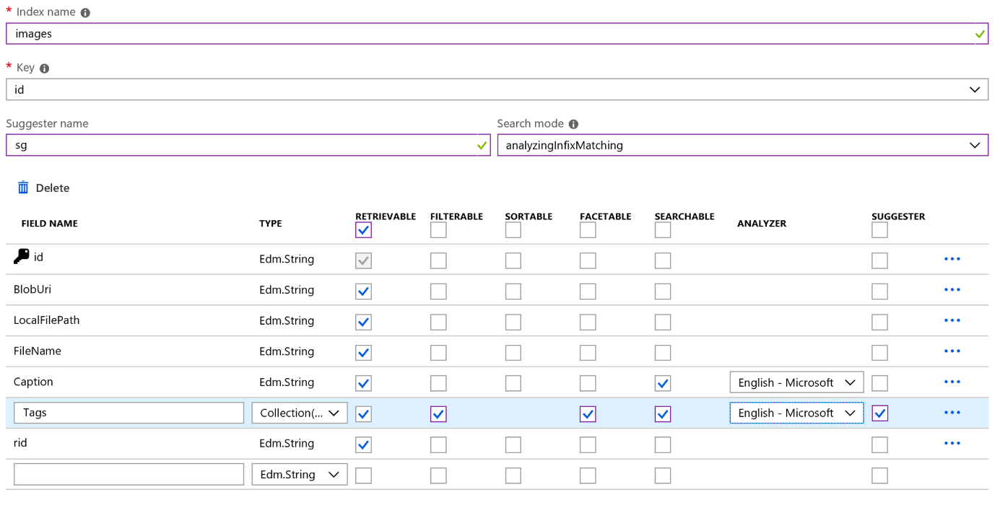 * Index name
images
* Key
id
Suggester name Search mode
sg analyzingInfixMatching
Delete
FIELD NAME TYPE RETRIEVABLE FILTERABLE SORTABLE FACETABLE SEARCHABLE ANALYZER SUGGESTER
id Edm.String
BlobUri Edm.String
LocalFilePath Edm.String
FileName Edm.String
Caption Edm.String English - Microsoft
Tags Collection(... English - Microsoft
rid Edm.String
Edm.String